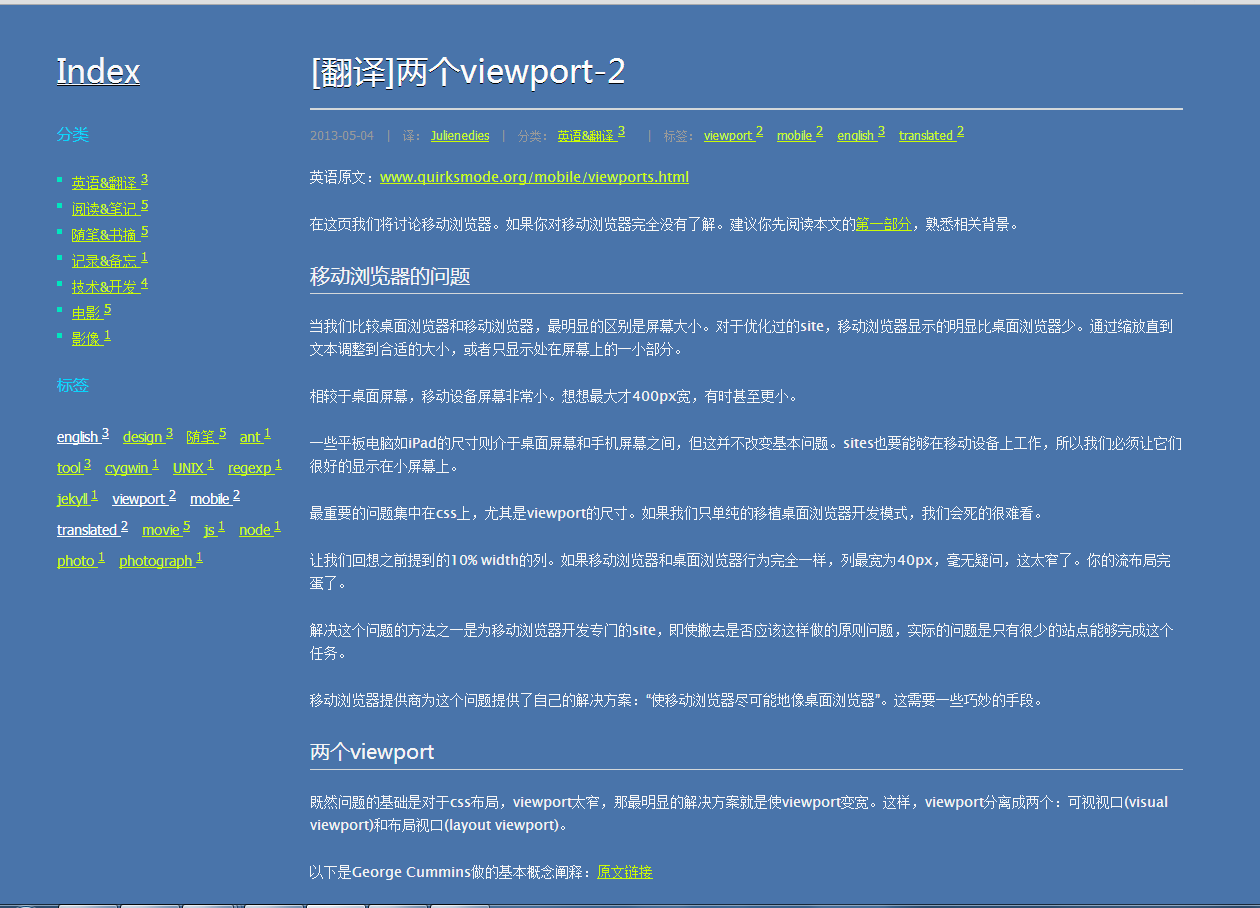 Index
分类
英语&翻译 3
阅读&笔记 5
随笔&书摘 5
记录&备忘 1
技术&开发 4
电影 5
影像 1
标签
english 3 design 3 随笔 5 ant 1
tool 3 cygwin 1 UNIX 1 regexp 1
jekyll 1 viewport 2 mobile 2
translated 2 movie 5 js 1 node 1
photo 1 photograph 1
[翻译]两个viewport-2
2013-05-04 | 译： Julienedies | 分类： 英语&翻译 3 | 标签： viewport 2 mobile 2 english 3 translated 2
英语原文：www.quirksmode.org/mobile/viewports.html
在这页我们将讨论移动浏览器。如果你对移动浏览器完全没有了解。建议你先阅读本文的第一部分，熟悉相关背景。
移动浏览器的问题
当我们比较桌面浏览器和移动浏览器，最明显的区别是屏幕大小。对于优化过的site，移动浏览器显示的明显比桌面浏览器少。通过缩放直到
文本调整到合适的大小，或者只显示处在屏幕上的一小部分。
相较于桌面屏幕，移动设备屏幕非常小。想想最大才400px宽，有时甚至更小。
一些平板电脑如iPad的尺寸则介于桌面屏幕和手机屏幕之间，但这并不改变基本问题。sites也要能够在移动设备上工作，所以我们必须让它们
很好的显示在小屏幕上。
最重要的问题集中在css上，尤其是viewport的尺寸。如果我们只单纯的移植桌面浏览器开发模式，我们会死的很难看。
让我们回想之前提到的10% width的列。如果移动浏览器和桌面浏览器行为完全一样，列最宽为40px，毫无疑问，这太窄了。你的流布局完
蛋了。
解决这个问题的方法之一是为移动浏览器开发专门的site，即使撇去是否应该这样做的原则问题，实际的问题是只有很少的站点能够完成这个
任务。
移动浏览器提供商为这个问题提供了自己的解决方案：“使移动浏览器尽可能地像桌面浏览器”。这需要一些巧妙的手段。
两个viewport
既然问题的基础是对于css布局，viewport太窄，那最明显的解决方案就是使viewport变宽。这样，viewport分离成两个：可视视口(visual
viewport)和布局视口(layout viewport)。
以下是George Cummins做的基本概念阐释：原文链接